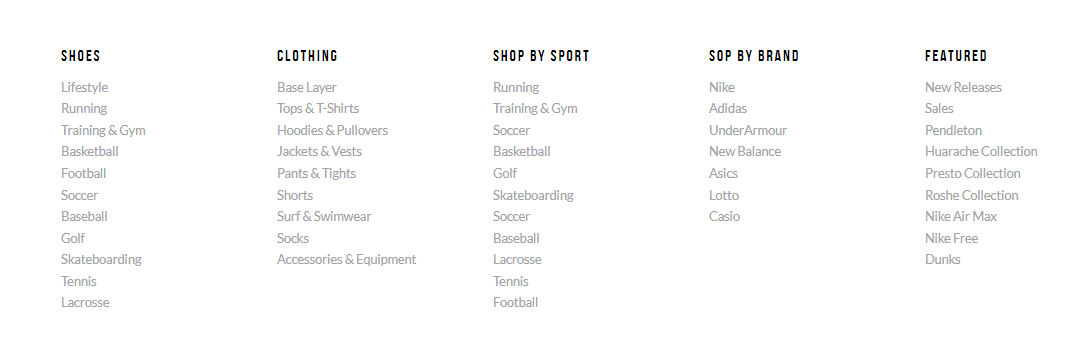 SHOES
Lifestyle
Running
Training & Gym
Basketball
Football
Soccer
Baseball
Golf
Skateboarding
Tennis
Lacrosse
CLOTHING
Base Layer
Tops & T-Shirts
Hoodies & Pullovers
Jackets & Vests
Pants & Tights
Shorts
Surf & Swimwear
Socks
Accessories & Equipment
SHOP BY SPORT
Running
Training & Gym
Soccer
Basketball
Golf
Skateboarding
Soccer
Baseball
Lacrosse
Tennis
Football
SOP BY BRAND
Nike
Adidas
UnderArmour
New Balance
Asics
Lotto
Casio
FEATURED
New Releases
Sales
Pendleton
Huarache Collection
Presto Collection
Roshe Collection
Nike Air Max
Nike Free
Dunks